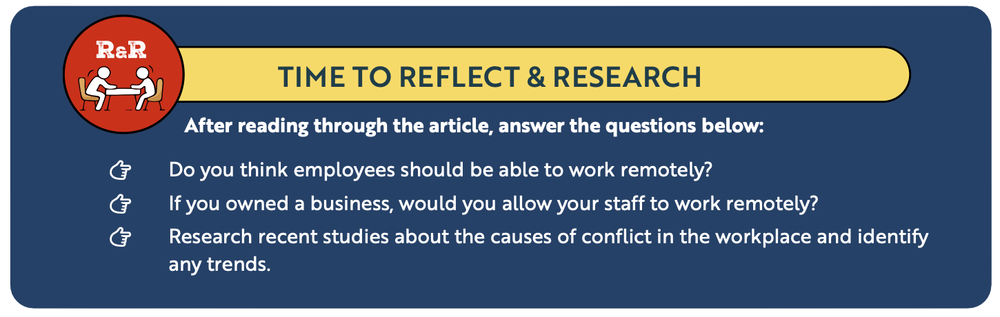 R&R
TIME TO REFLECT & RESEARCH
After reading through the article, answer the questions below:
Do you think employees should be able to work remotely?
If you owned a business, would you allow your staff to work remotely?
Research recent studies about the causes of conflict in the workplace and identify
any trends.